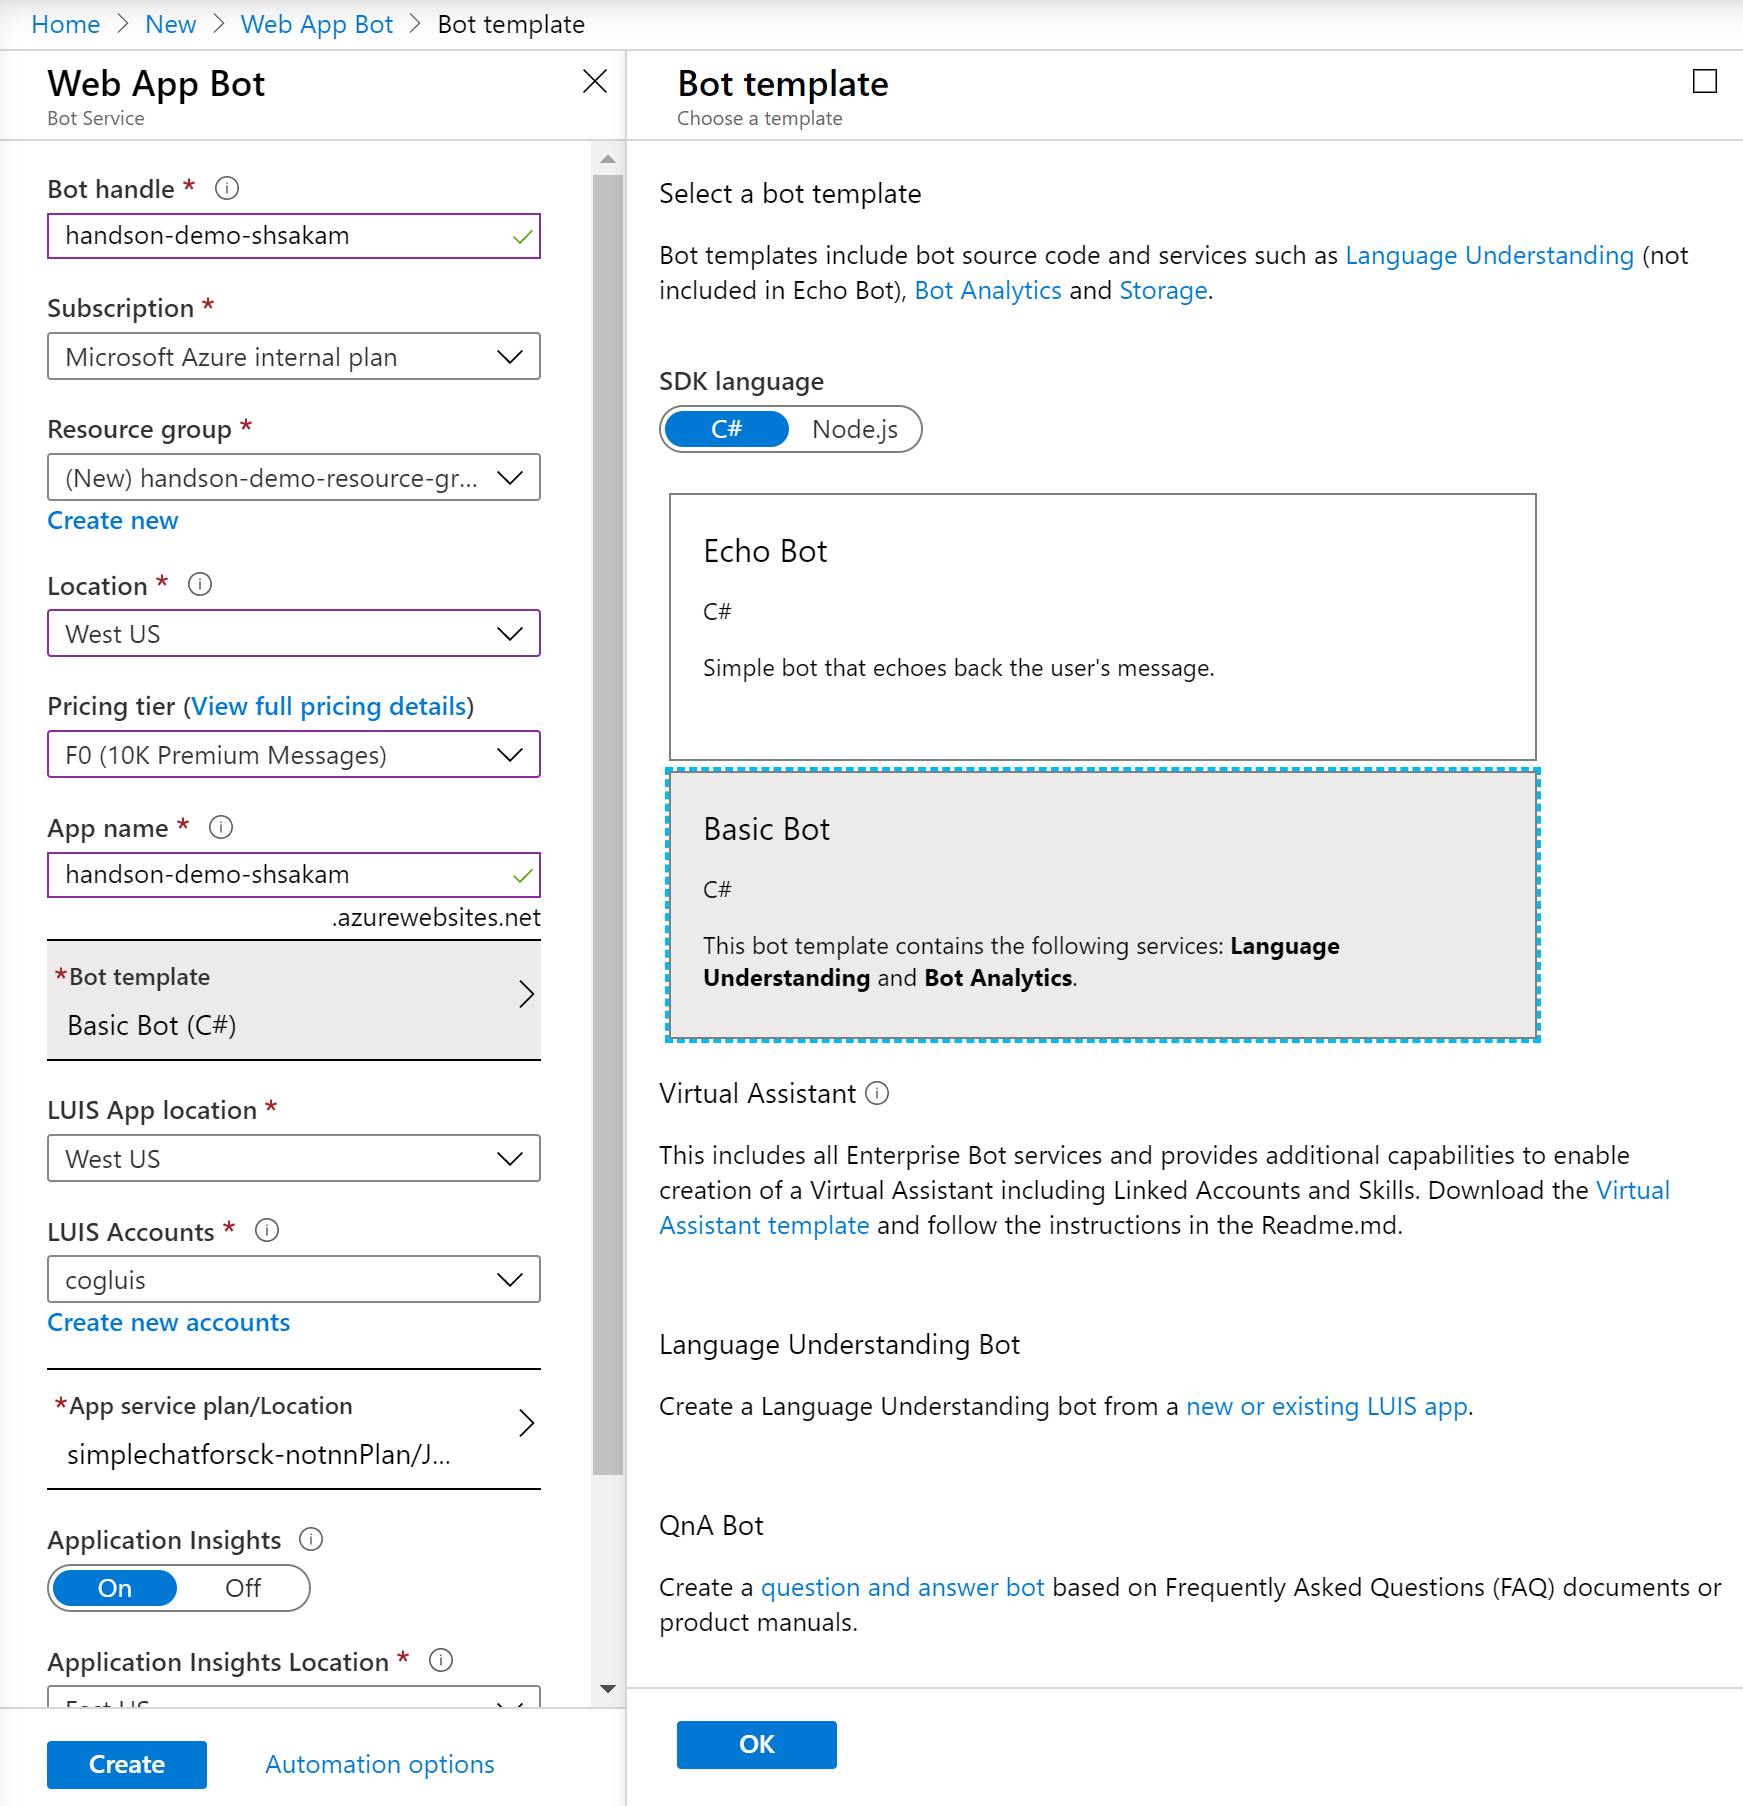 Home > New > Web App Bot > Bot template
Web App Bot
Bot Service
Bot handle *
handson-demo-shsakam
Subscription *
Microsoft Azure internal plan
Resource group *
(New) handson-demo-resource-gr...
Create new
Location *
West US
Pricing tier (View full pricing details)
F0 (10K Premium Messages)
App name *
handson-demo-shsakam
.azurewebsites.net
*Bot template
Basic Bot (C#)
LUIS App location *
West US
LUIS Accounts *
cogluis
Create new accounts
*App service plan/Location
simplechatforsck-notnnPlan/J...
Application Insights
On Off
Application Insights Location *
East US
Create Automation options
Bot template
Choose a template
Select a bot template
Bot templates include bot source code and services such as Language Understanding (not
included in Echo Bot), Bot Analytics and Storage.
SDK language
C# Node.js
Echo Bot
C#
Simple bot that echoes back the user's message.
Basic Bot
C#
This bot template contains the following services: Language
Understanding and Bot Analytics.
Virtual Assistant
This includes all Enterprise Bot services and provides additional capabilities to enable
creation of a Virtual Assistant including Linked Accounts and Skills. Download the Virtual
Assistant template and follow the instructions in the Readme.md.
Language Understanding Bot
Create a Language Understanding bot from a new or existing LUIS app.
QnA Bot
Create a question and answer bot based on Frequently Asked Questions (FAQ) documents or
product manuals.
OK